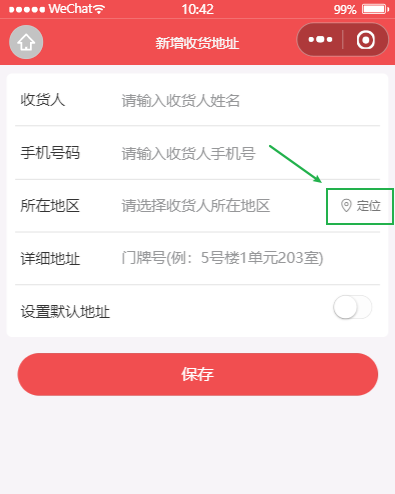 WeChat 10:42 99%
新增收货地址
收货人 请输入收货人姓名
手机号码 请输入收货人手机号
所在地区 请选择收货人所在地区 定位
详细地址 门牌号(例：5号楼1单元203室)
设置默认地址
保存